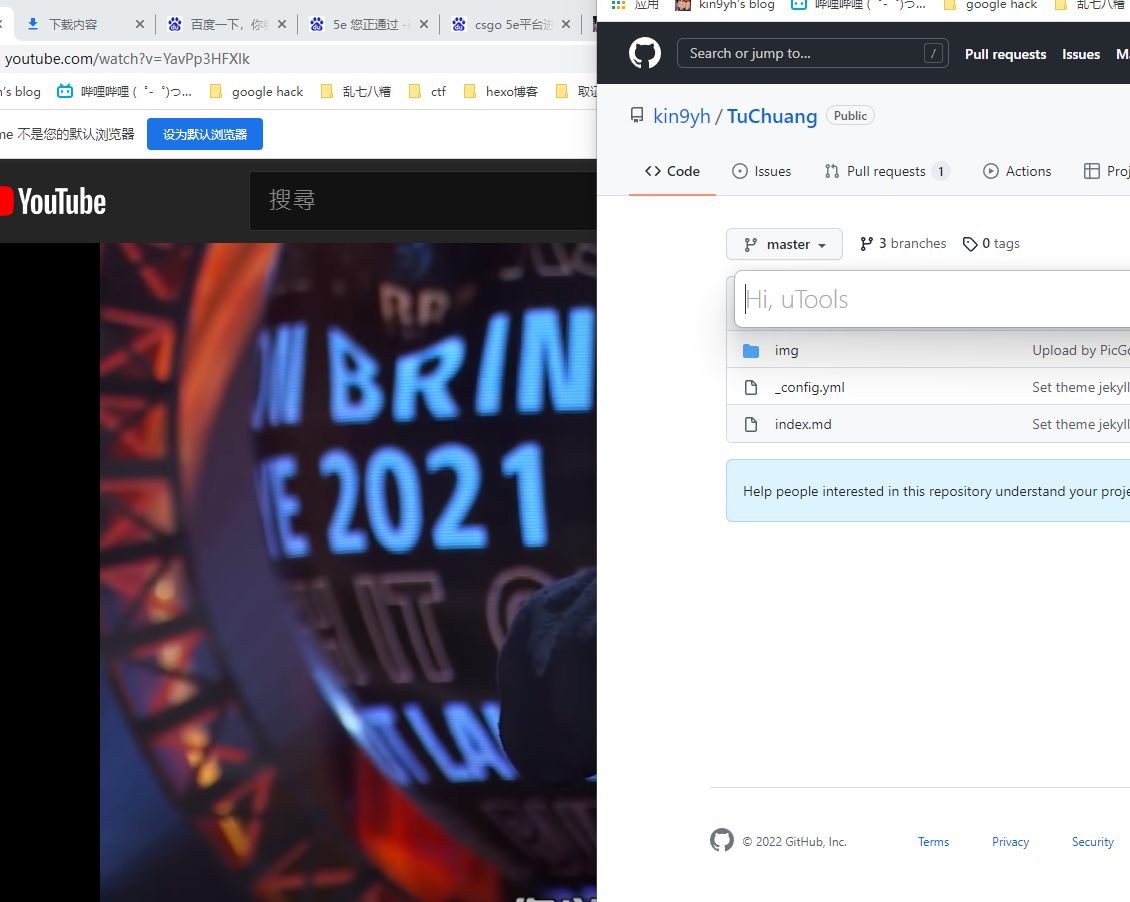 下载内容
百度一下，你
5e 您正通过
csgo 5e平台进
youtube.com/watch?v=YavPp3HFXIk
's blog
哔哩哔哩 ( ゜- ゜)つ...
google hack
乱七八糟
ctf
hexo博客
取证
me 不是您的默认浏览器
设为默认浏览器
YouTube
搜尋
BRIN
2021
LA
应用
kin9yh's blog
哔哩哔哩 ( ゜- ゜)つ...
google hack
乱七八糟
Search or jump to...
/
Pull requests
Issues
Ma
kin9yh / TuChuang
Public
Code
Issues
Pull requests 1
Actions
Proj
master
3 branches
0 tags
Hi, uTools
img
Upload by PicGo
_config.yml
Set theme jekyll
index.md
Set theme jekyll
Help people interested in this repository understand your proje
© 2022 GitHub, Inc.
Terms
Privacy
Security